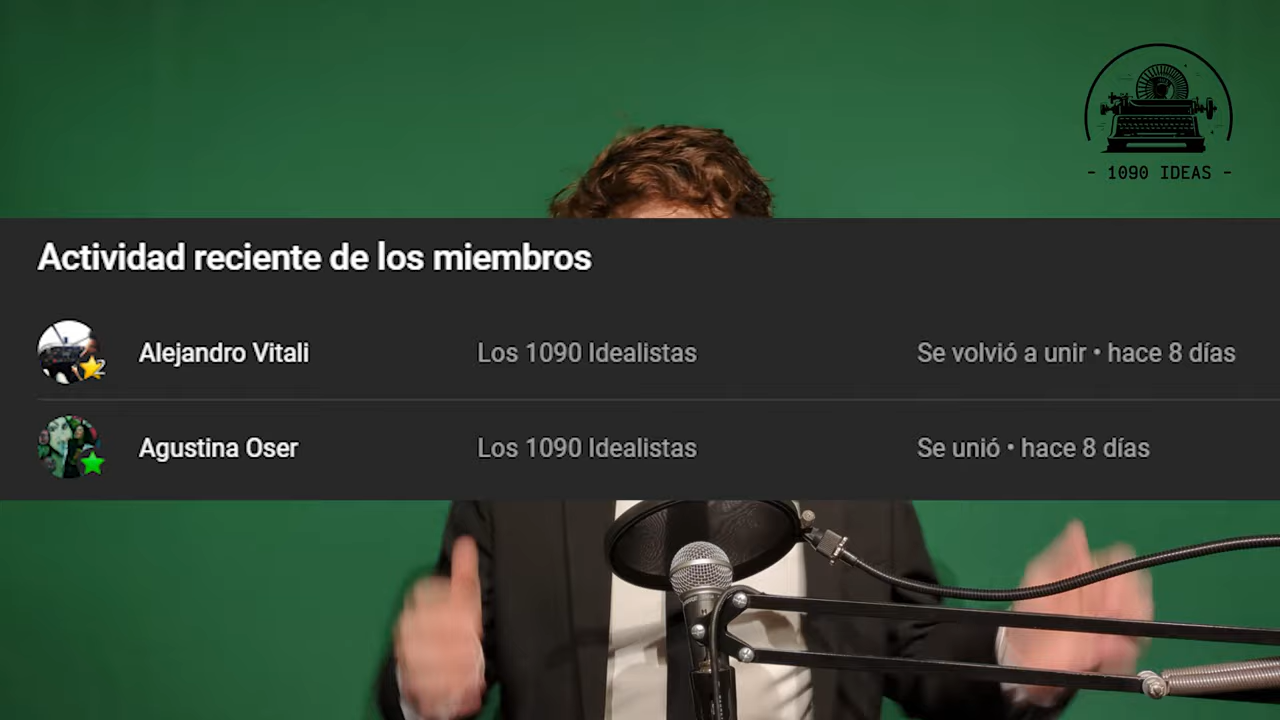 - 1090 IDEAS -
Actividad reciente de los miembros
Alejandro Vitali Los 1090 Idealistas Se volvió a unir • hace 8 días
Agustina Oser Los 1090 Idealistas Se unió • hace 8 días